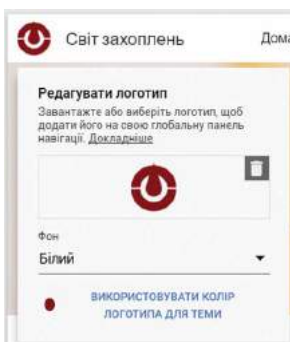 Світ захоплень
Дома
Редагувати логотип
Завантажте або виберіть логотип, щоб
додати його на свою глобальну панель
навігації. Докладніше
Фон
Білий
ВИКОРИСТОВУВАТИ КОЛІР
ЛОГОТИПА ДЛЯ ТЕМИ